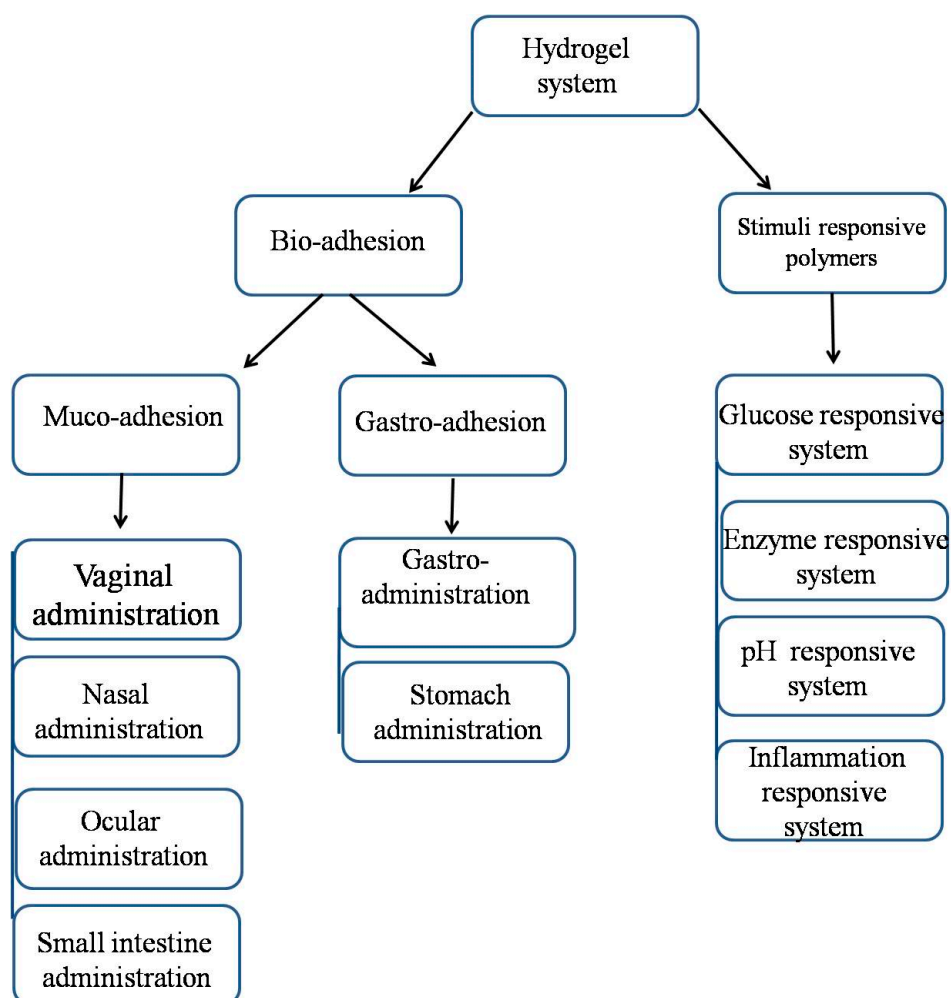 Hydrogel
system
Bio-adhesion
Stimuli responsive
polymers
Muco-adhesion
Gastro-adhesion
Glucose responsive
system
Vaginal
administration
Gastro-
administration
Enzyme responsive
system
Nasal
administration
Stomach
administration
pH responsive
system
Ocular
administration
Inflammation
responsive
system
Small intestine
administration